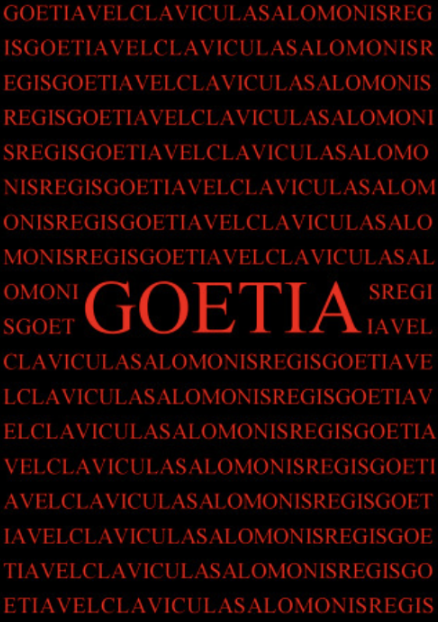 GOETIAVELCLAVICULASALOMONISREG
ISGOETIAVELCLAVICULASALOMONISR
EGISGOETIAVELCLAVICULASALOMONIS
REGISGOETIAVELCLAVICULASALOMONI
SREGISGOETIAVELCLAVICULASALOMO
NISREGISGOETIAVELCLAVICULASALOM
ONISREGISGOETIAVELCLAVICULASALO
MONISREGISGOETIAVELCLAVICULASAL
OMONI SREGI
GOETIA
SGOET IAVEL
CLAVICULASALOMONISREGISGOETIAVE
LCLAVICULASALOMONISREGISGOETIAV
ELCLAVICULASALOMONISREGISGOETIA
VELCLAVICULASALOMONISREGISGOETI
AVELCLAVICULASALOMONISREGISGOET
IAVELCLAVICULASALOMONISREGISGOE
TIAVELCLAVICULASALOMONISREGISGO
ETIAVELCLAVICULASALOMONISREGIS